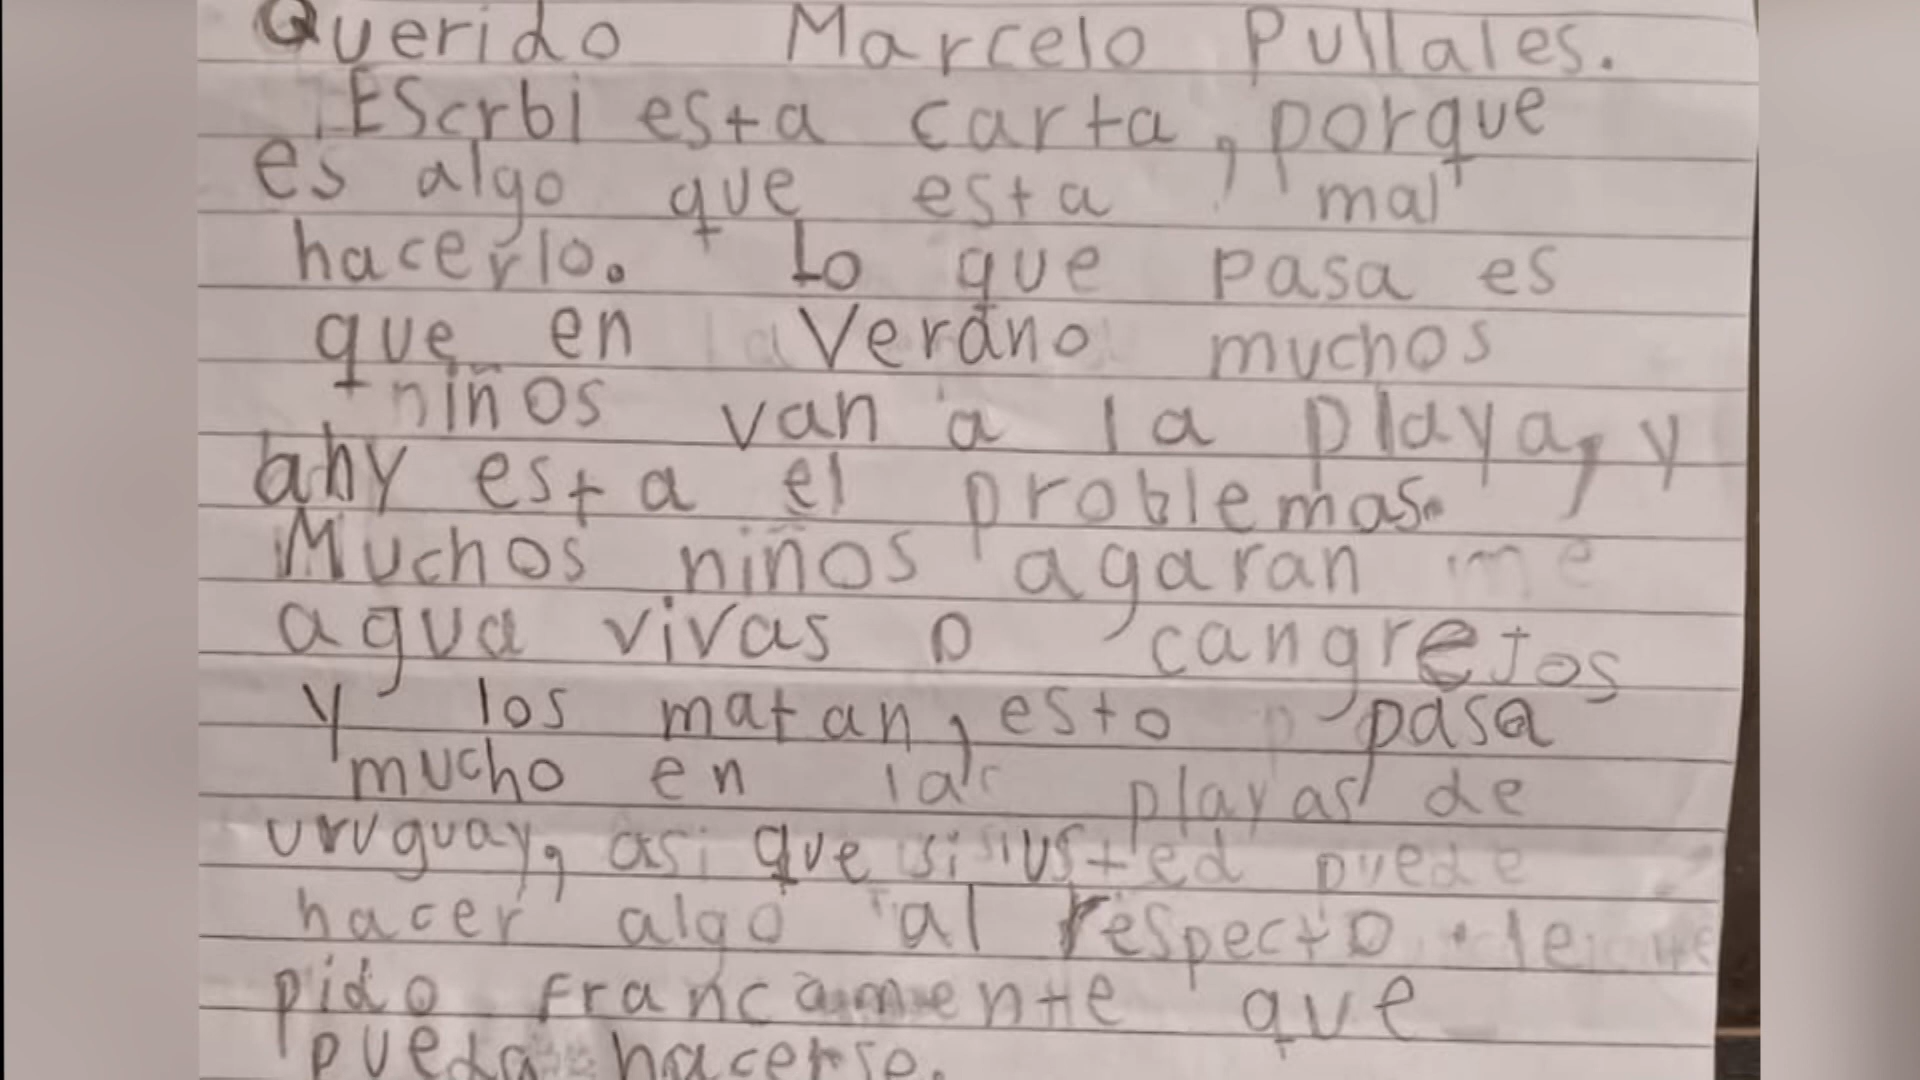 Querido Marcelo Pullales.
EScrbi esta carta, porque
es algo que esta mal
hacerlo. Lo que pasa es
que en Verano muchos
niños van a la playa, y
ahy esta el problemas.
Muchos niños agaran
agua vivas o cangrejos
y los matan, esto pasa
mucho en las playas de
uruguay, asi que si usted puede
hacer algo al respecto. le
pido francamente que
pueda hacerse.